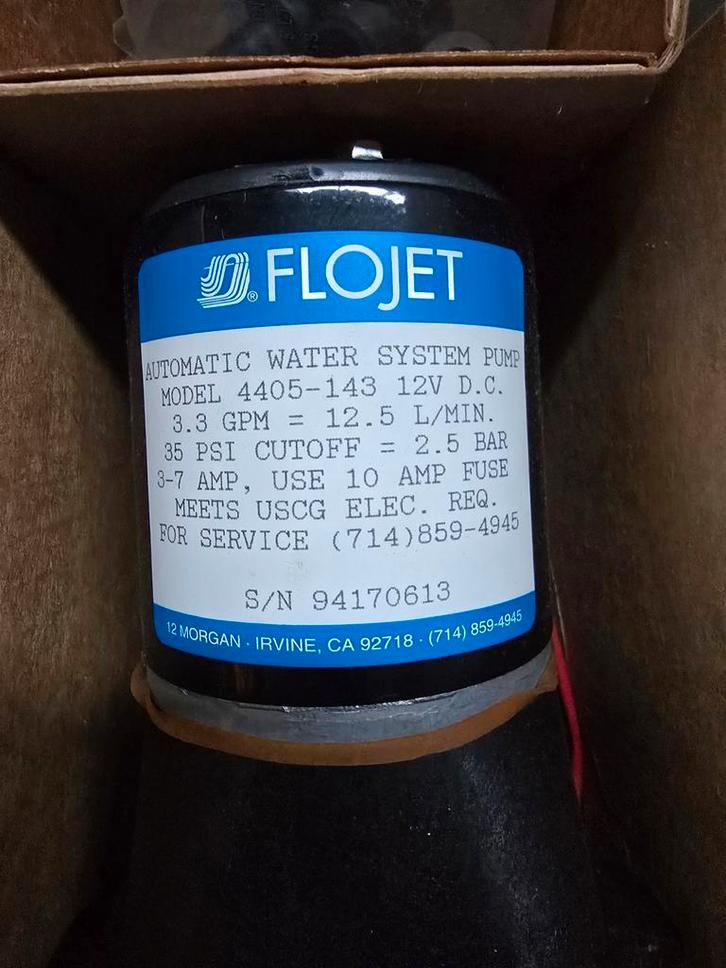 ® FLOJET
AUTOMATIC WATER SYSTEM PUMP
MODEL 4405-143 12V D.C.
3.3 GPM = 12.5 L/MIN.
35 PSI CUTOFF = 2.5 BAR
3-7 AMP, USE 10 AMP FUSE
MEETS USCG ELEC. REQ.
FOR SERVICE (714)859-4945
S/N 94170613
12 MORGAN · IRVINE, CA 92718 · (714) 859-4945